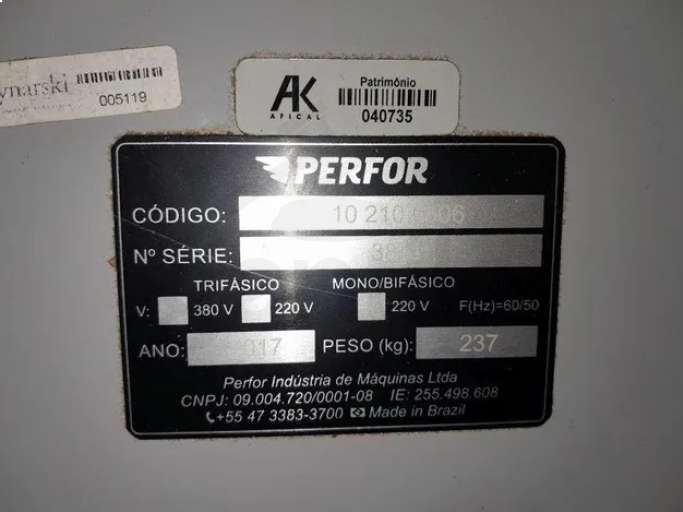 005119
AK
APICAL
Patrimônio
040735
PERFOR
CÓDIGO: 10 210
Nº SÉRIE:
TRIFÁSICO MONO/BIFÁSICO
V: 380 V 220 V 220 V F(Hz)=60/50
ANO: PESO (kg): 237
Perfor Indústria de Máquinas Ltda
CNPJ: 09.004.720/0001-08 IE: 255.498.608
+55 47 3383-3700 Made in Brazil